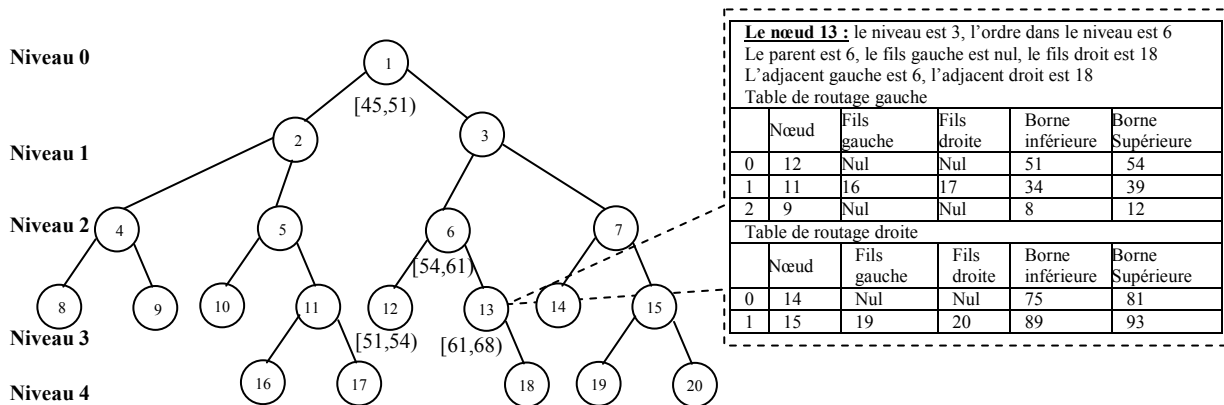 Niveau 0
1
[45,51)
Niveau 1
2
3
Niveau 2
4
5
6
7
[54,61)
8
9
10
11
12
13
14
15
Niveau 3
[51,54)
[61,68)
Niveau 4
16
17
18
19
20
Le nœud 13 : le niveau est 3, l'ordre dans le niveau est 6
Le parent est 6, le fils gauche est nul, le fils droit est 18
L'adjacent gauche est 6, l'adjacent droit est 18
Table de routage gauche
Nœud Fils gauche Fils droite Borne inférieure Borne Supérieure
0 12 Nul Nul 51 54
1 11 16 17 34 39
2 9 Nul Nul 8 12
Table de routage droite
Nœud Fils gauche Fils droite Borne inférieure Borne Supérieure
0 14 Nul Nul 75 81
1 15 19 20 89 93